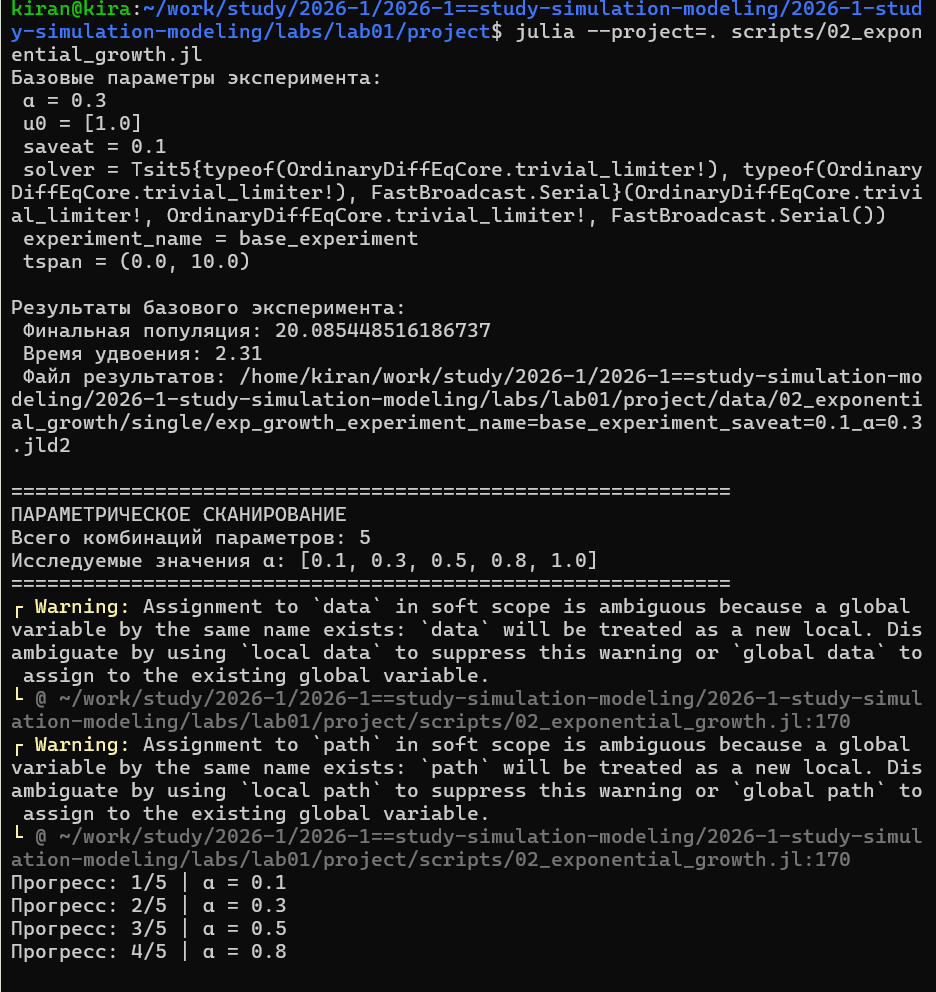 kiran@kira:~/work/study/2026-1/2026-1==study-simulation-modeling/2026-1-stud
y-simulation-modeling/labs/lab01/project$ julia --project=. scripts/02_expon
ential_growth.jl
Базовые параметры эксперимента:
 α = 0.3
 u0 = [1.0]
 saveat = 0.1
 solver = Tsit5{typeof(OrdinaryDiffEqCore.trivial_limiter!), typeof(Ordinary
DiffEqCore.trivial_limiter!), FastBroadcast.Serial}(OrdinaryDiffEqCore.trivi
al_limiter!, OrdinaryDiffEqCore.trivial_limiter!, FastBroadcast.Serial())
 experiment_name = base_experiment
 tspan = (0.0, 10.0)

Результаты базового эксперимента:
 Финальная популяция: 20.085448516186737
 Время удвоения: 2.31
 Файл результатов: /home/kiran/work/study/2026-1/2026-1==study-simulation-mo
deling/2026-1-study-simulation-modeling/labs/lab01/project/data/02_exponenti
al_growth/single/exp_growth_experiment_name=base_experiment_saveat=0.1_α=0.3
.jld2

============================================================
ПАРАМЕТРИЧЕСКОЕ СКАНИРОВАНИЕ
Всего комбинаций параметров: 5
Исследуемые значения α: [0.1, 0.3, 0.5, 0.8, 1.0]
============================================================
┌ Warning: Assignment to `data` in soft scope is ambiguous because a global
variable by the same name exists: `data` will be treated as a new local. Dis
ambiguate by using `local data` to suppress this warning or `global data` to
 assign to the existing global variable.
└ @ ~/work/study/2026-1/2026-1==study-simulation-modeling/2026-1-study-simul
ation-modeling/labs/lab01/project/scripts/02_exponential_growth.jl:170
┌ Warning: Assignment to `path` in soft scope is ambiguous because a global
variable by the same name exists: `path` will be treated as a new local. Dis
ambiguate by using `local path` to suppress this warning or `global path` to
 assign to the existing global variable.
└ @ ~/work/study/2026-1/2026-1==study-simulation-modeling/2026-1-study-simul
ation-modeling/labs/lab01/project/scripts/02_exponential_growth.jl:170
Прогресс: 1/5 | α = 0.1
Прогресс: 2/5 | α = 0.3
Прогресс: 3/5 | α = 0.5
Прогресс: 4/5 | α = 0.8